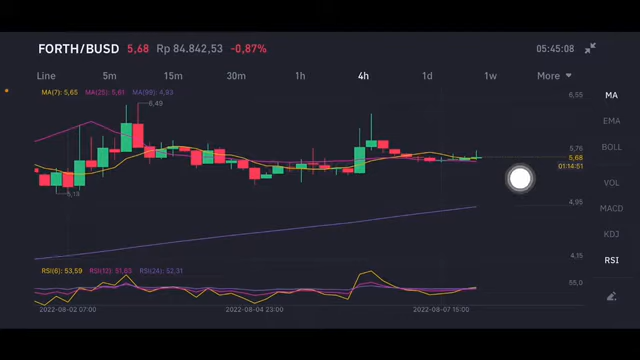 FORTH/BUSD 5,68 Rp 84.842,53 -0,87% 05:45:08
Line 5m 15m 30m 1h 4h 1d 1w More
MA(7): 5,65 MA(25): 5,61 MA(99): 4,93
6,55
MA
6,49
EMA
5,76
BOLL
5,68
01:14:51
VOL
5,18
4,95
MACD
KDJ
4,15
RSI
RSI(6): 53,59 RSI(12): 51,03 RSI(24): 52,31
55,0
2022-08-02 07:00 2022-08-04 23:00 2022-08-07 15:00